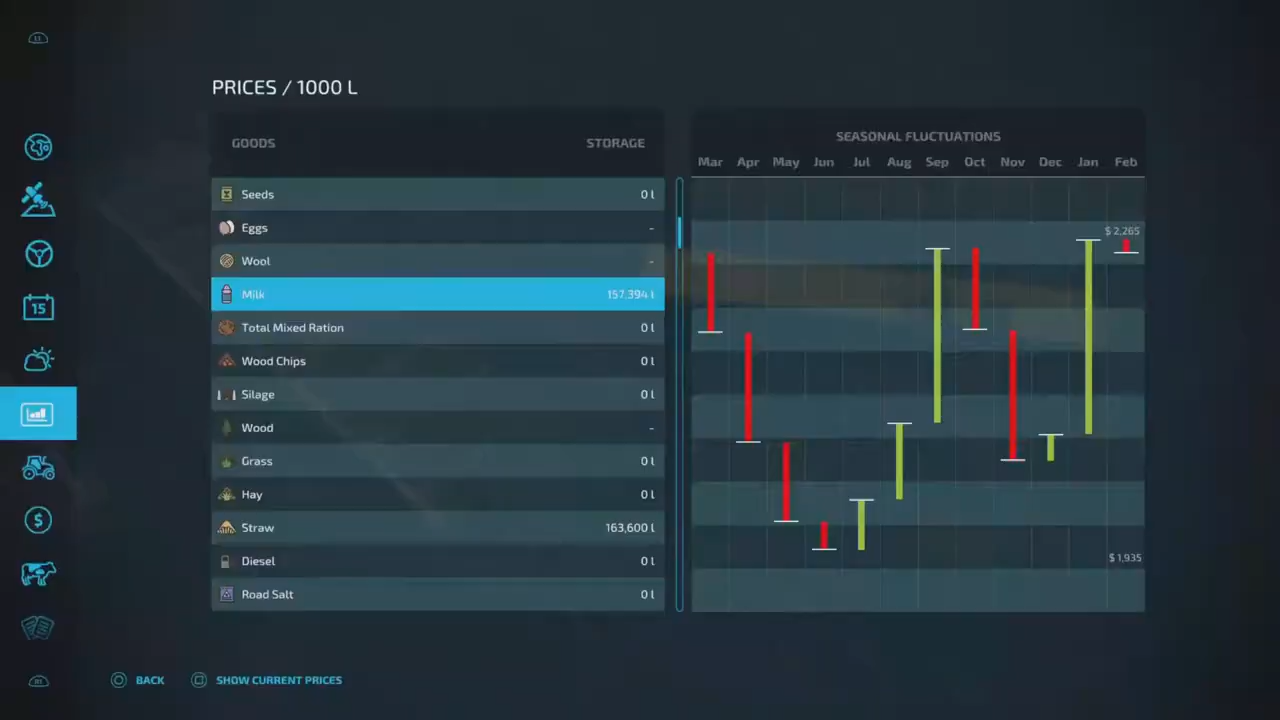 PRICES / 1000 L
GOODS STORAGE
SEASONAL FLUCTUATIONS
Mar Apr May Jun Jul Aug Sep Oct Nov Dec Jan Feb
Seeds 0 l
Eggs -
$ 2,265
Wool -
Milk 157,394 l
Total Mixed Ration 0 l
Wood Chips 0 l
Silage 0 l
Wood -
Grass 0 l
Hay 0 l
Straw 163,600 l
Diesel 0 l
$ 1,935
Road Salt 0 l
15
$
BACK SHOW CURRENT PRICES